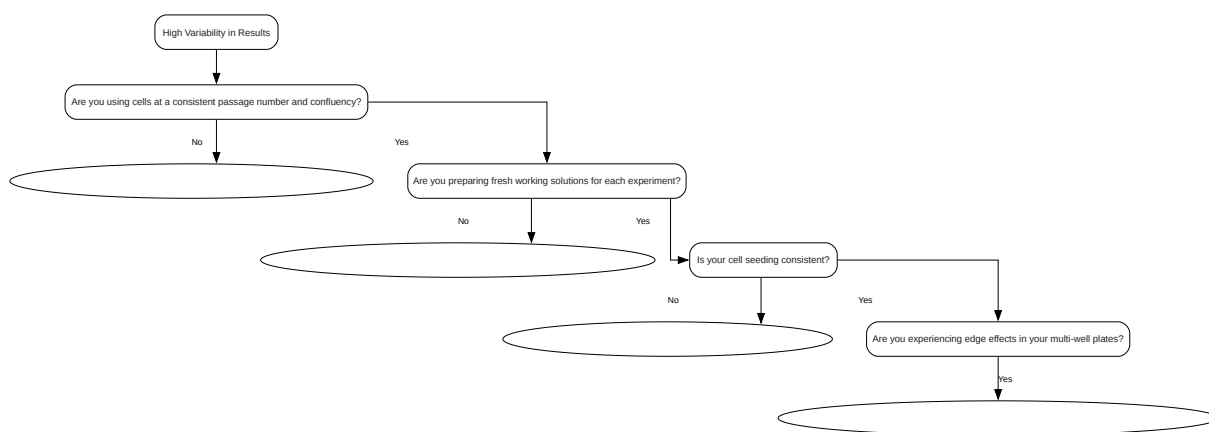 High Variability in Results
Are you using cells at a consistent passage number and confluency?
No
Yes
Are you preparing fresh working solutions for each experiment?
No
Yes
Is your cell seeding consistent?
No
Yes
Are you experiencing edge effects in your multi-well plates?
Yes